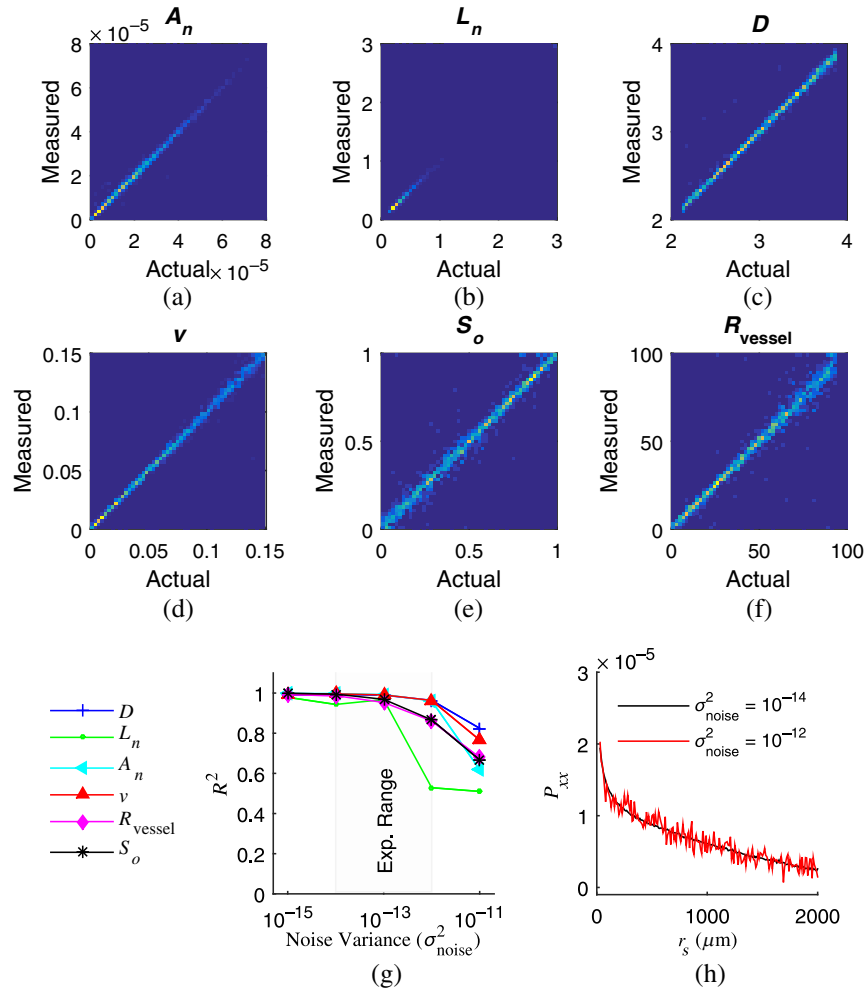 A_n
× 10^−5
8
6
4
2
0
Measured
0 2 4 6 8
Actual × 10^−5
(a)
L_n
3
2
1
0
Measured
0 1 2 3
Actual
(b)
D
4
3
2
Measured
2 3 4
Actual
(c)
v
0.15
0.1
0.05
0
Measured
0 0.05 0.1 0.15
Actual
(d)
S_o
1
0.5
0
Measured
0 0.5 1
Actual
(e)
R_vessel
100
50
0
Measured
0 50 100
Actual
(f)
D
L_n
A_n
v
R_vessel
S_o
1
0.8
0.6
0.4
0.2
0
R^2
Exp. Range
10^−15 10^−13 10^−11
Noise Variance (σ^2_noise)
(g)
3 × 10^−5
2
1
0
P_xx
σ^2_noise = 10^−14
σ^2_noise = 10^−12
0 1000 2000
r_s (μm)
(h)